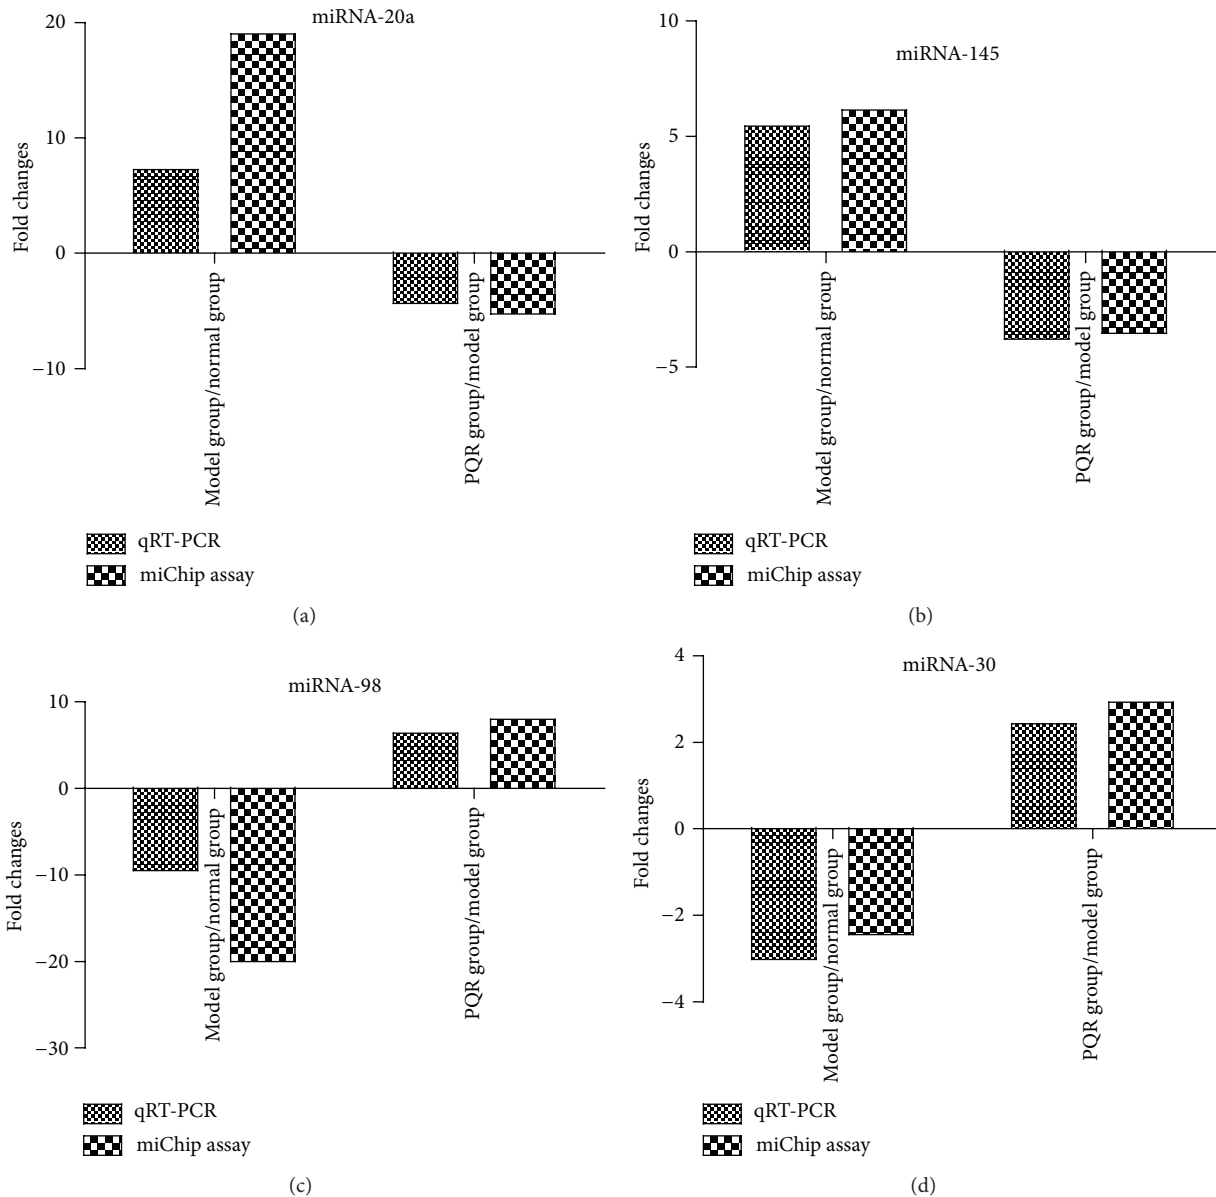 miRNA-20a
20
10
0
−10
Fold changes
Model group/normal group
PQR group/model group
qRT-PCR
miChip assay
(a)
miRNA-145
10
5
0
−5
Fold changes
Model group/normal group
PQR group/model group
qRT-PCR
miChip assay
(b)
miRNA-98
10
0
−10
−20
−30
Fold changes
Model group/normal group
PQR group/model group
qRT-PCR
miChip assay
(c)
miRNA-30
4
2
0
−2
−4
Fold changes
Model group/normal group
PQR group/model group
qRT-PCR
miChip assay
(d)